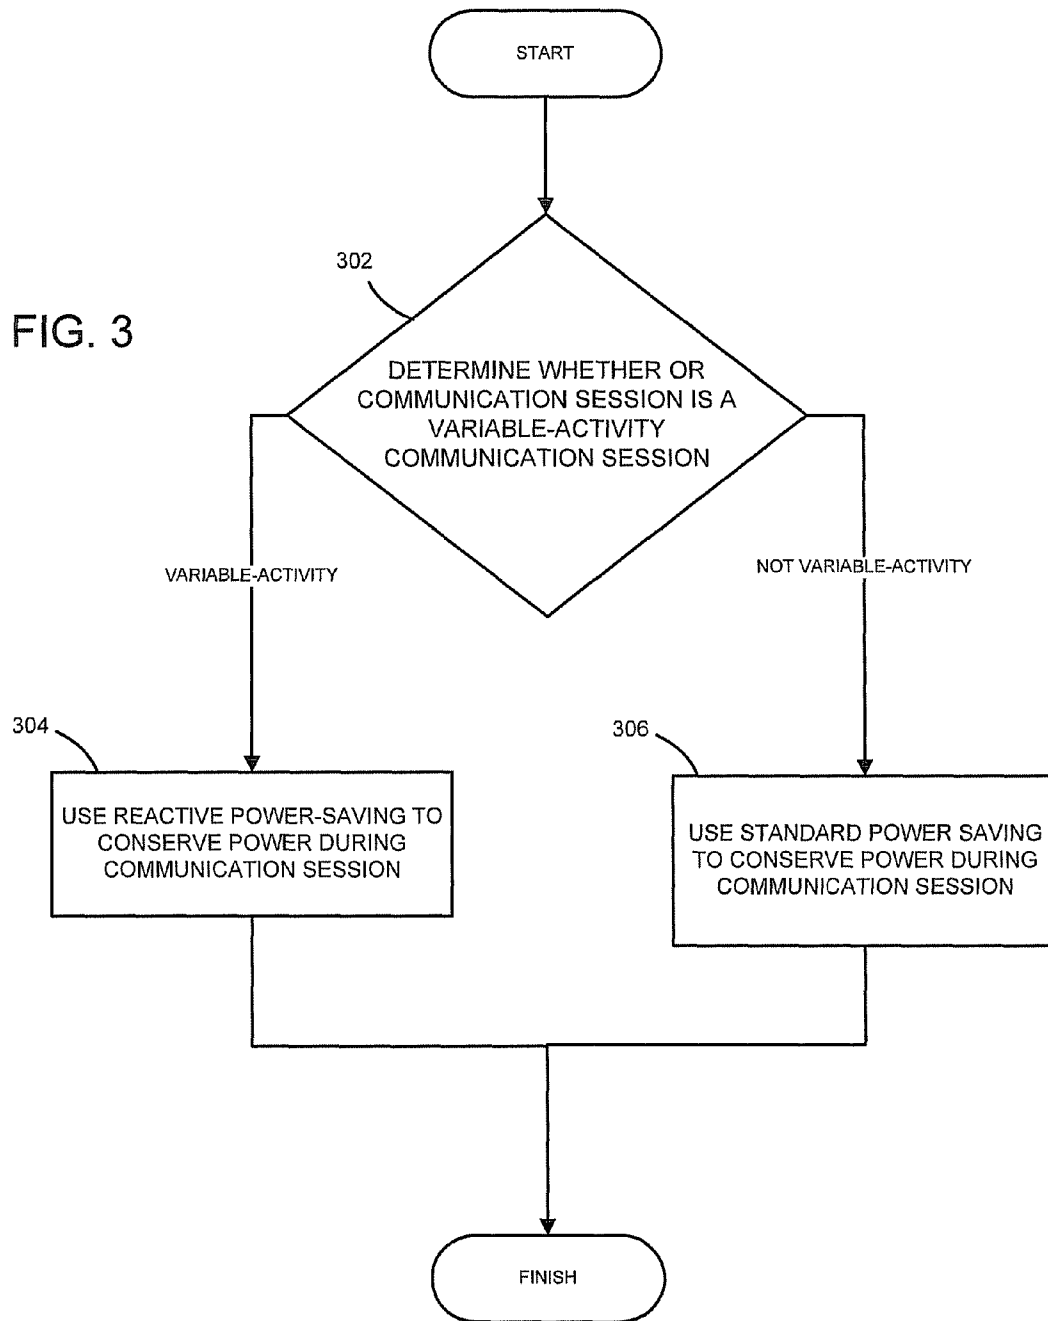 START
302
FIG. 3
DETERMINE WHETHER OR
COMMUNICATION SESSION IS A
VARIABLE-ACTIVITY
COMMUNICATION SESSION
VARIABLE-ACTIVITY
NOT VARIABLE-ACTIVITY
304
306
USE REACTIVE POWER-SAVING TO
CONSERVE POWER DURING
COMMUNICATION SESSION
USE STANDARD POWER SAVING
TO CONSERVE POWER DURING
COMMUNICATION SESSION
FINISH